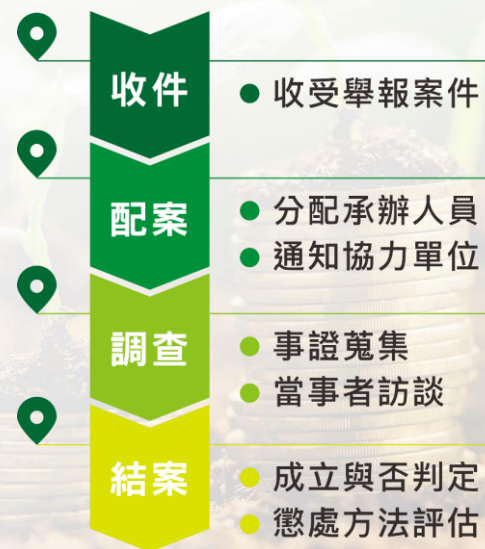 收件
● 收受舉報案件
配案
● 分配承辦人員
● 通知協力單位
調查
● 事證蒐集
● 當事者訪談
結案
● 成立與否判定
● 懲處方法評估